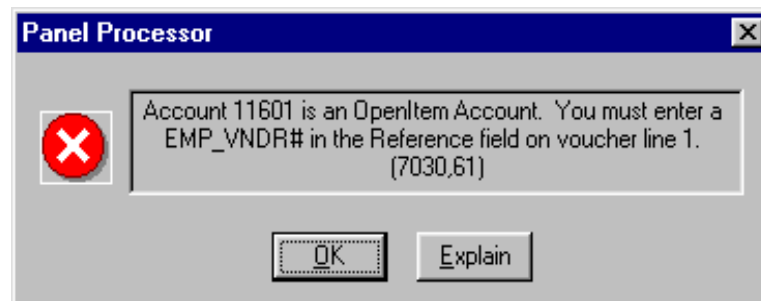 Panel Processor
Account 11601 is an OpenItem Account. You must enter a
EMP_VNDR# in the Reference field on voucher line 1.
(7030,61)
OK Explain